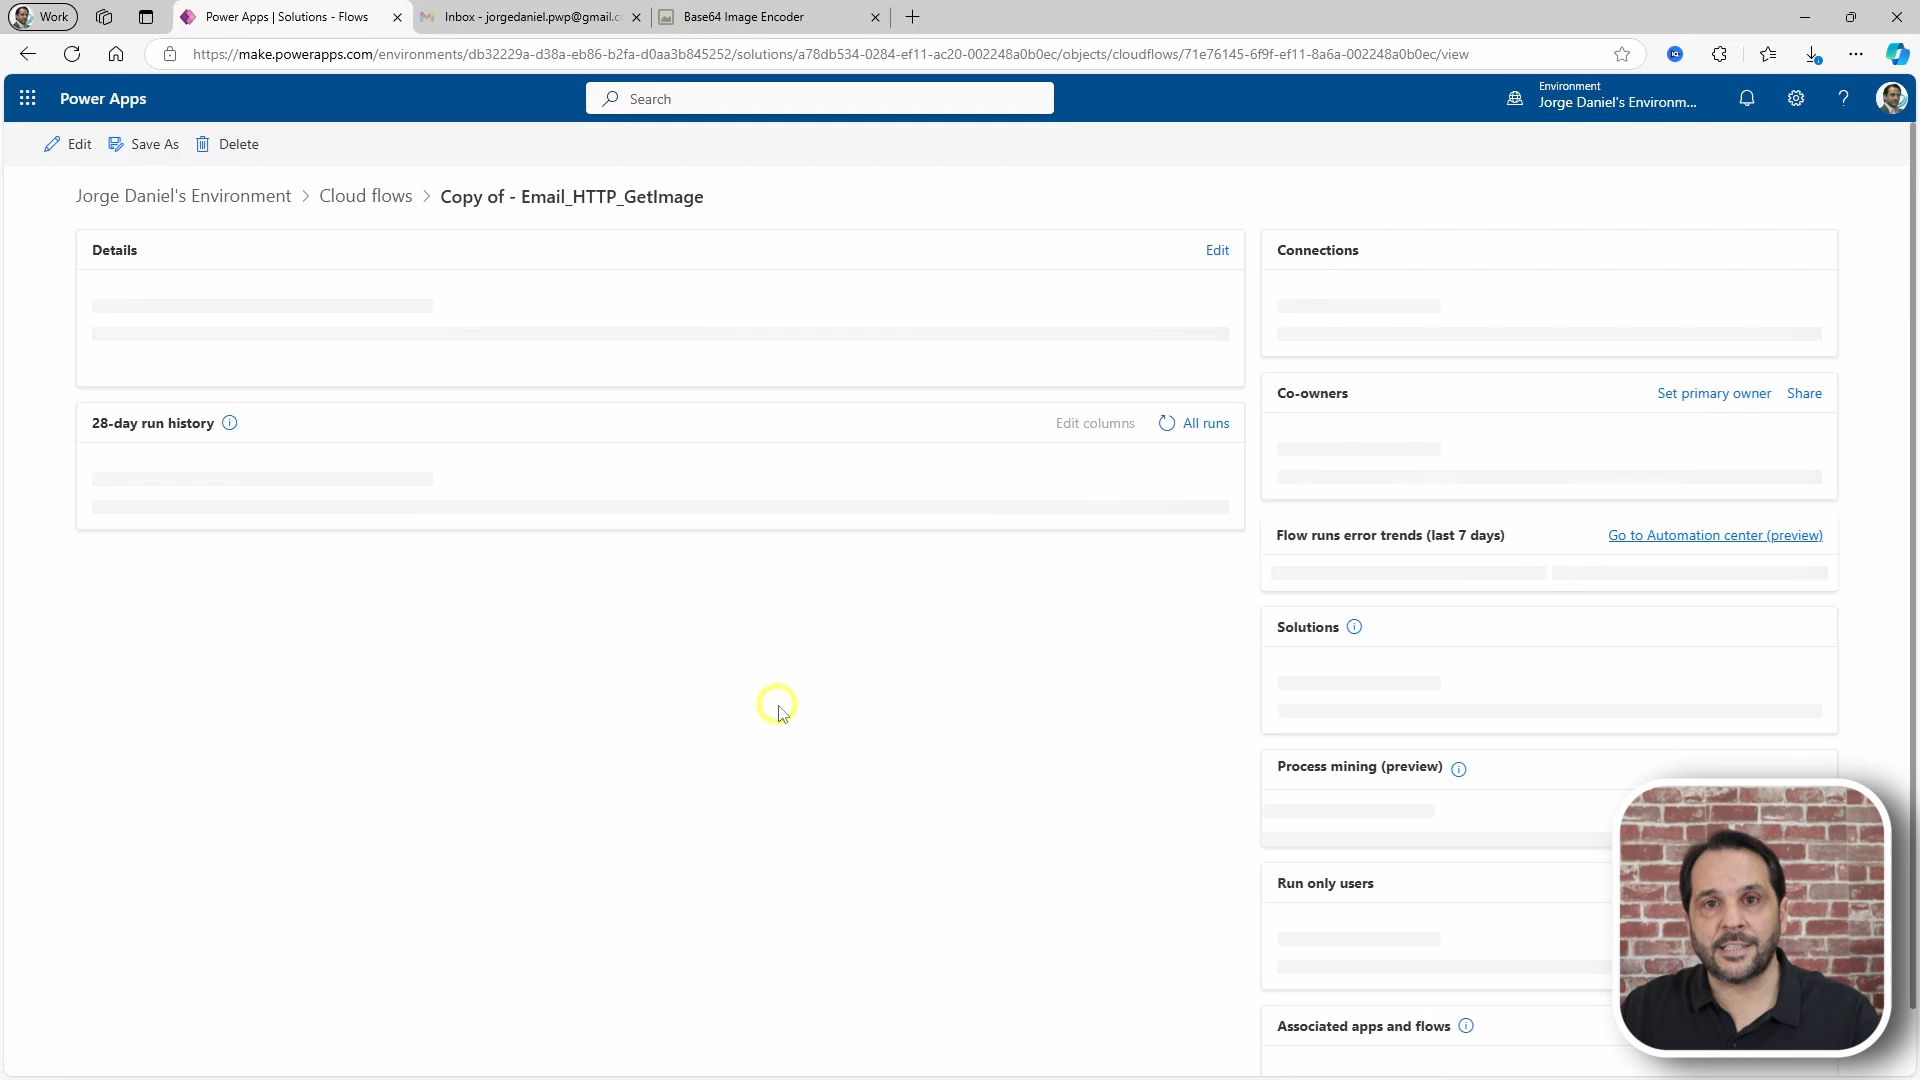 Work
Power Apps | Solutions - Flows
Inbox - jorgedaniel.pwp@gmail.c
Base64 Image Encoder
https://make.powerapps.com/environments/db32229a-d38a-eb86-b2fa-d0aa3b845252/solutions/a78db534-0284-ef11-ac20-002248a0b0ec/objects/cloudflows/71e76145-6f9f-ef11-8a6a-002248a0b0ec/view
Power Apps
Search
Environment
Jorge Daniel's Environm...
Edit
Save As
Delete
Jorge Daniel's Environment > Cloud flows > Copy of - Email_HTTP_GetImage
Details
Edit
Connections
Co-owners
Set primary owner
Share
28-day run history
Edit columns
All runs
Flow runs error trends (last 7 days)
Go to Automation center (preview)
Solutions
Process mining (preview)
Run only users
Associated apps and flows